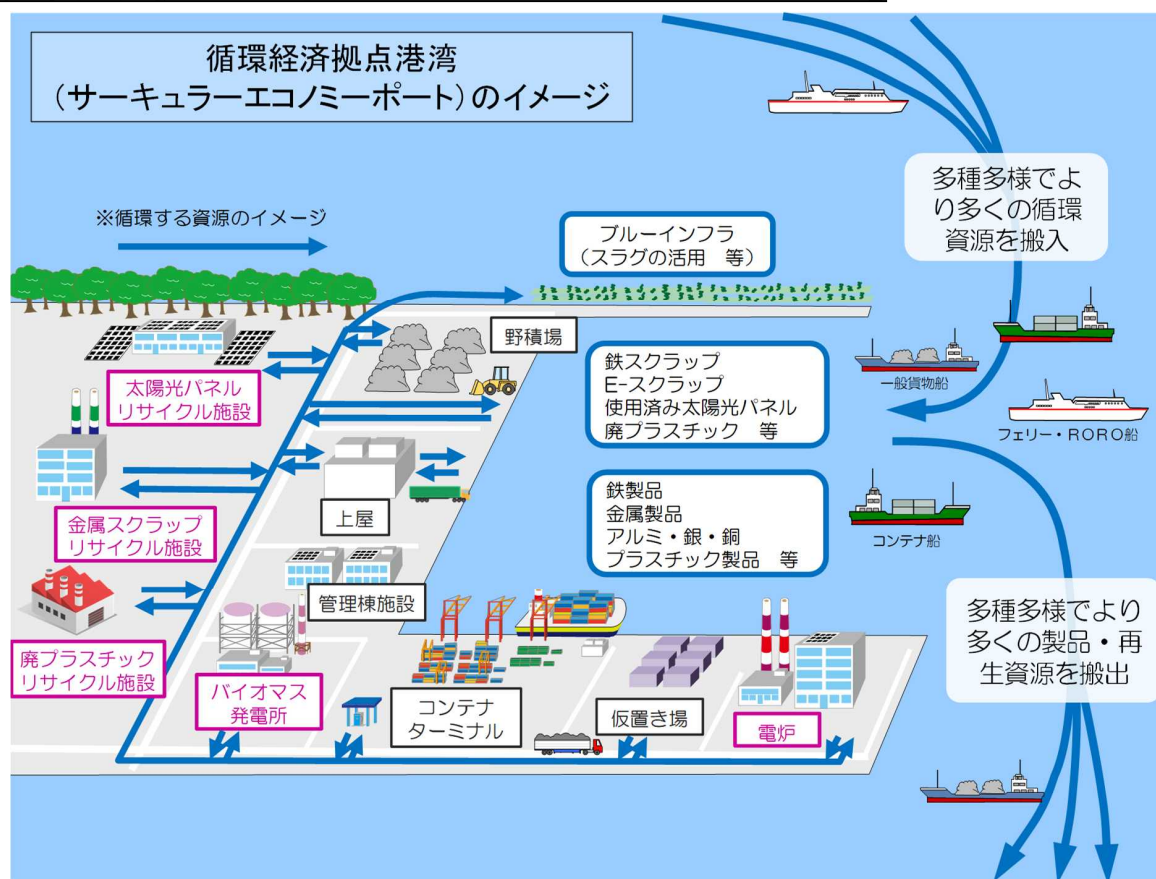 循環経済拠点港湾
（サーキュラーエコノミーポート）のイメージ
多種多様でよ
り多くの循環
資源を搬入
※循環する資源のイメージ
ブルーインフラ
（スラグの活用　等）
野積場
太陽光パネル
リサイクル施設
鉄スクラップ
E-スクラップ
使用済み太陽光パネル
廃プラスチック　等
一般貨物船
フェリー・RORO船
上屋
金属スクラップ
リサイクル施設
鉄製品
金属製品
アルミ・銀・銅
プラスチック製品　等
コンテナ船
管理棟施設
廃プラスチック
リサイクル施設
バイオマス
発電所
コンテナ
ターミナル
仮置き場
電炉
多種多様でより
多くの製品・再
生資源を搬出